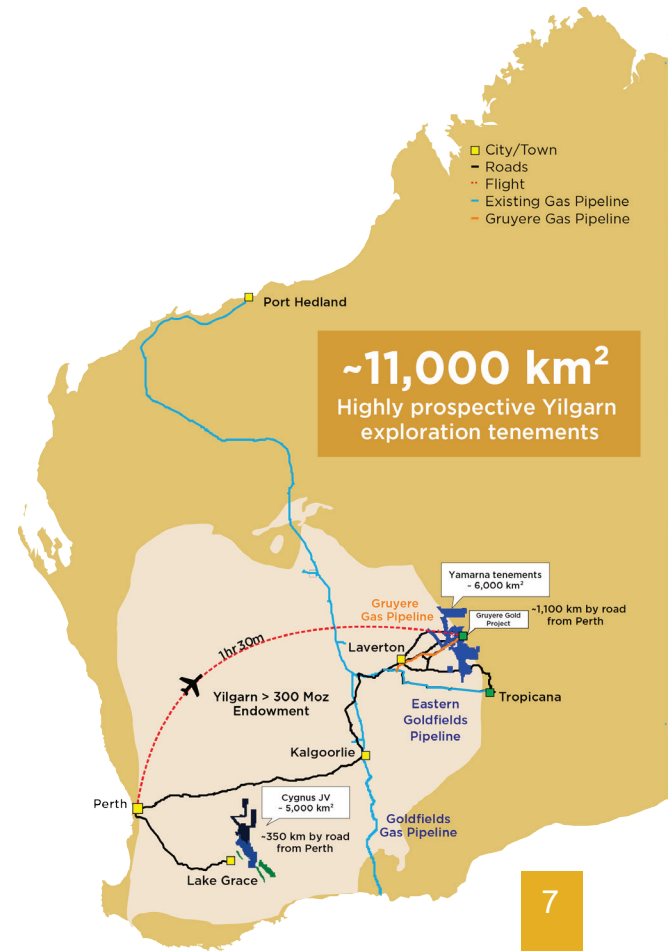 City/Town
Roads
Flight
Existing Gas Pipeline
Gruyere Gas Pipeline
Port Hedland
~11,000 km²
Highly prospective Yilgarn
exploration tenements
Yamarna tenements
~ 6,000 km²
Gruyere
Gas Pipeline
Gruyere Gold
Project
~1,100 km by road
from Perth
1hr30m
Laverton
Yilgarn > 300 Moz
Endowment
Tropicana
Eastern
Goldfields
Pipeline
Kalgoorlie
Perth
Cygnus JV
~ 5,000 km²
~350 km by road
from Perth
Goldfields
Gas Pipeline
Lake Grace
7